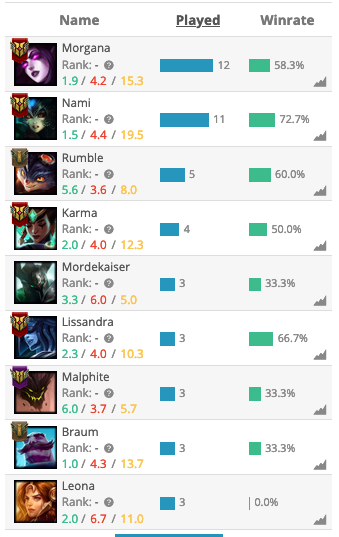 Name Played Winrate
Morgana
Rank: - ?
1.9 / 4.2 / 15.3
12
58.3%
Nami
Rank: - ?
1.5 / 4.4 / 19.5
11
72.7%
Rumble
Rank: - ?
5.6 / 3.6 / 8.0
5
60.0%
Karma
Rank: - ?
2.0 / 4.0 / 12.3
4
50.0%
Mordekaiser
Rank: - ?
3.3 / 6.0 / 5.0
3
33.3%
Lissandra
Rank: - ?
2.3 / 4.0 / 10.3
3
66.7%
Malphite
Rank: - ?
6.0 / 3.7 / 5.7
3
33.3%
Braum
Rank: - ?
1.0 / 4.3 / 13.7
3
33.3%
Leona
Rank: - ?
2.0 / 6.7 / 11.0
3
0.0%